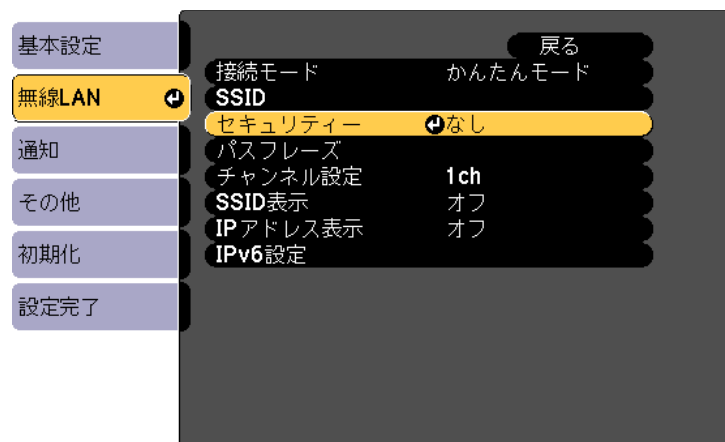 基本設定
無線LAN
通知
その他
初期化
設定完了
戻る
接続モード かんたんモード
SSID
セキュリティー なし
パスフレーズ
チャンネル設定 1ch
SSID表示 オフ
IPアドレス表示 オフ
IPv6設定